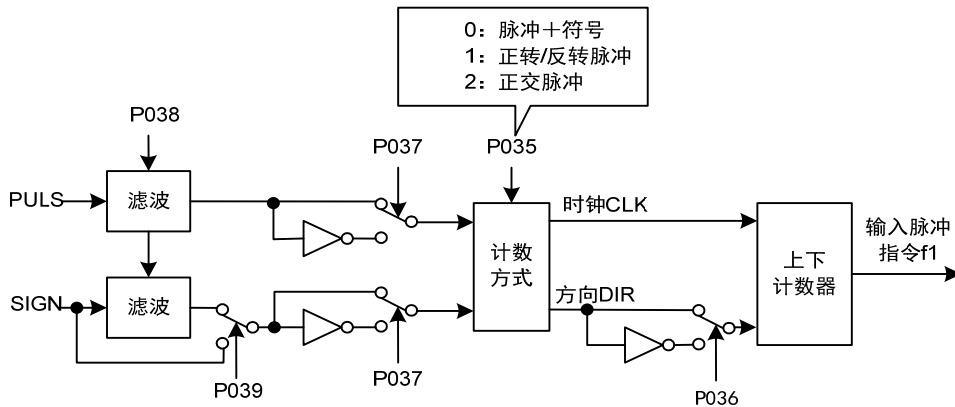 0：脉冲＋符号
1：正转/反转脉冲
2：正交脉冲
P038
P037
P035
PULS
滤波
时钟CLK
计数
方式
上下
计数器
输入脉冲
指令f1
SIGN
滤波
方向DIR
P039
P037
P036